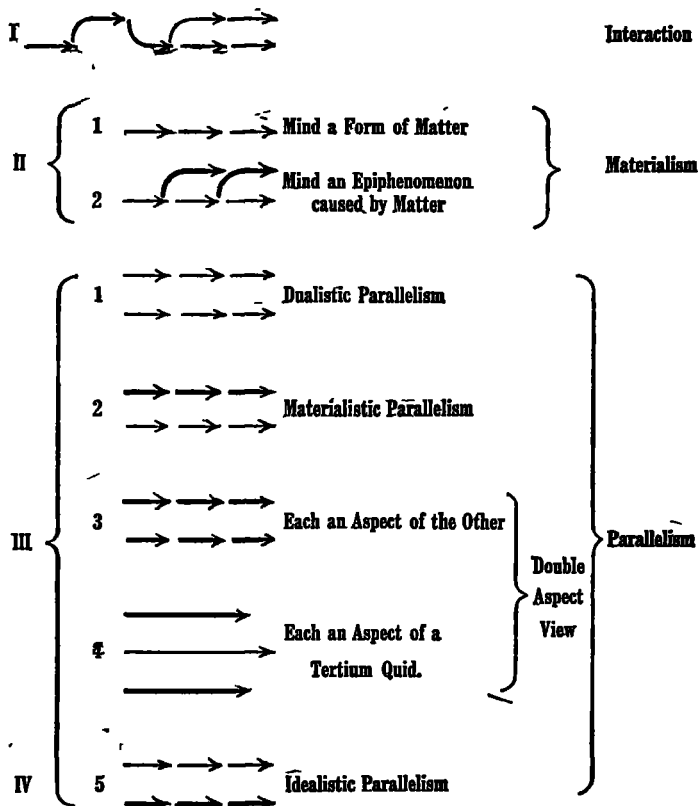 I Interaction
1 Mind a Form of Matter
II Materialism
2 Mind an Epiphenomenon
caused by Matter
1 Dualistic Parallelism
2 Materialistic Parallelism
3 Each an Aspect of the Other
III Parallelism
Double
Aspect
View
4 Each an Aspect of a
Tertium Quid.
IV 5 Idealistic Parallelism